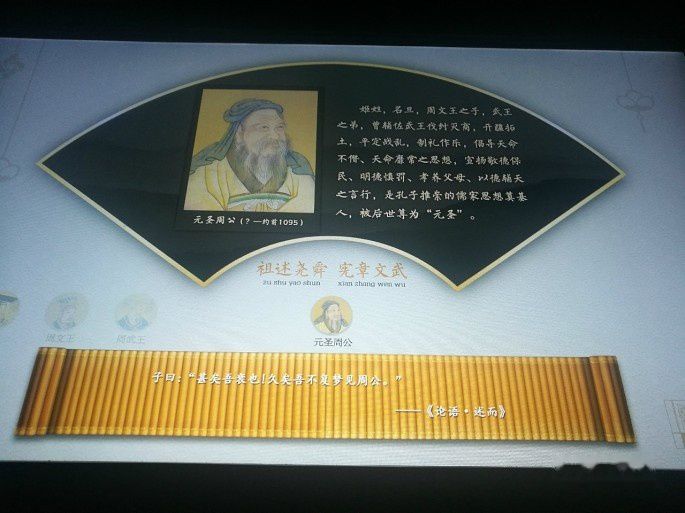 姬姓，名旦，周文王之子，武王
之弟，曾辅佐武王伐纣灭商，开疆拓
土，平定战乱，制礼作乐，倡导天命
不僭、天命靡常之思想，宣扬敬德保
民、明德慎罚、孝养父母、以德辅天
之言行，是孔子推崇的儒家思想奠基
人，被后世尊为“元圣”。
元圣周公（？—约前1095）
祖述尧舜 宪章文武
zu shu yao shun xian zhang wen wu
周文王 周武王 元圣周公
子曰：“甚矣吾衰也！久矣吾不复梦见周公。”
——《论语·述而》